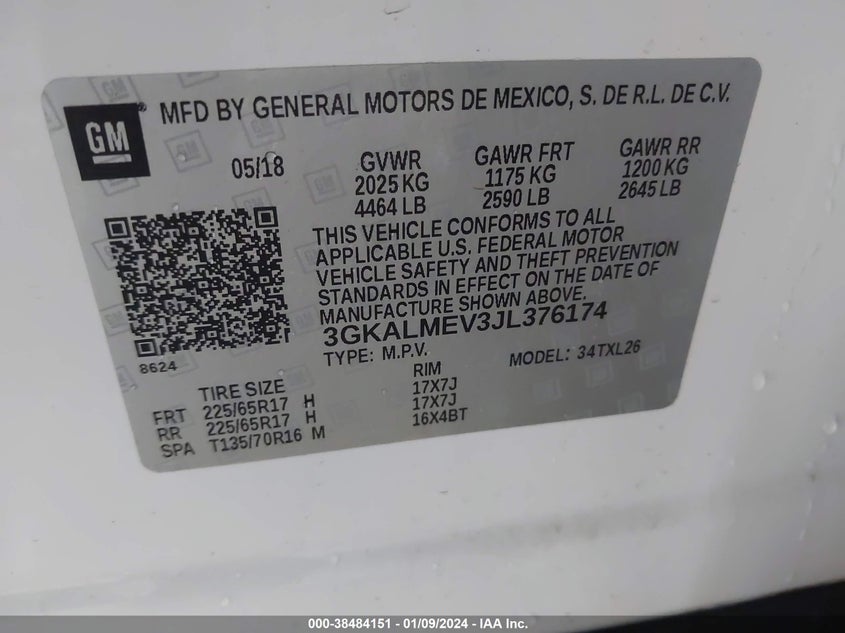 GM ® MFD BY GENERAL MOTORS DE MEXICO, S. DE R.L. DE C.V.
05/18 GVWR GAWR FRT GAWR RR
2025 KG 1175 KG 1200 KG
4464 LB 2590 LB 2645 LB
THIS VEHICLE CONFORMS TO ALL
APPLICABLE U.S. FEDERAL MOTOR
VEHICLE SAFETY AND THEFT PREVENTION
STANDARDS IN EFFECT ON THE DATE OF
MANUFACTURE SHOWN ABOVE.
3GKALMEV3JL376174
8624 TYPE: M.P.V. MODEL: 34TXL26
TIRE SIZE RIM
FRT 225/65R17 H 17X7J
RR 225/65R17 H 17X7J
SPA T135/70R16 M 16X4BT
000-38484151 - 01/09/2024 - IAA Inc.